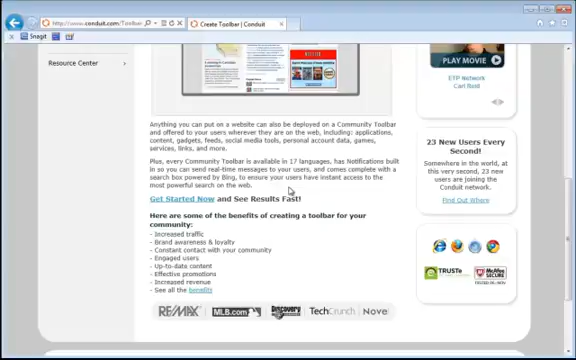 http://www.conduit.com/Toolbar
Create Toolbar | Conduit
Snagit
Resource Center
PLAY MOVIE
ETP Network
Carl Reid
Anything you can put on a website can also be deployed on a Community Toolbar
and offered to your users wherever they are on the web, including: applications,
content, gadgets, feeds, social media tools, personal account data, games,
services, links, and more.
Plus, every Community Toolbar is available in 17 languages, has Notifications built
in so you can send real-time messages to your users, and comes complete with a
search box powered by Bing, to ensure your users have instant access to the
most powerful search on the web.
Get Started Now and See Results Fast!
Here are some of the benefits of creating a toolbar for your
community:
- Increased traffic
- Brand awareness & loyalty
- Constant contact with your community
- Engaged users
- Up-to-date content
- Effective promotions
- Increased revenue
- See all the benefits
RE/MAX MLB.com Discovery TechCrunch Novel
23 New Users Every
Second!
Somewhere in the world, at
this very second, 23 new
users are joining the
Conduit network.
Find Out Where
TRUSTe
McAfee
SECURE